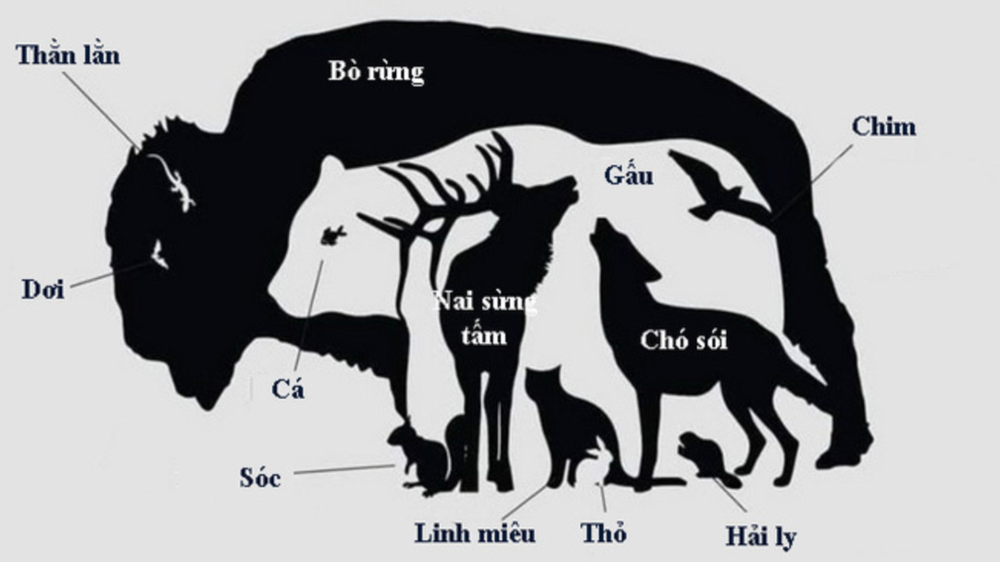 Thằn lằn
Bò rừng
Chim
Gấu
Dơi
Nai sừng
tấm
Chó sói
Cá
Sóc
Linh miêu
Thỏ
Hải ly